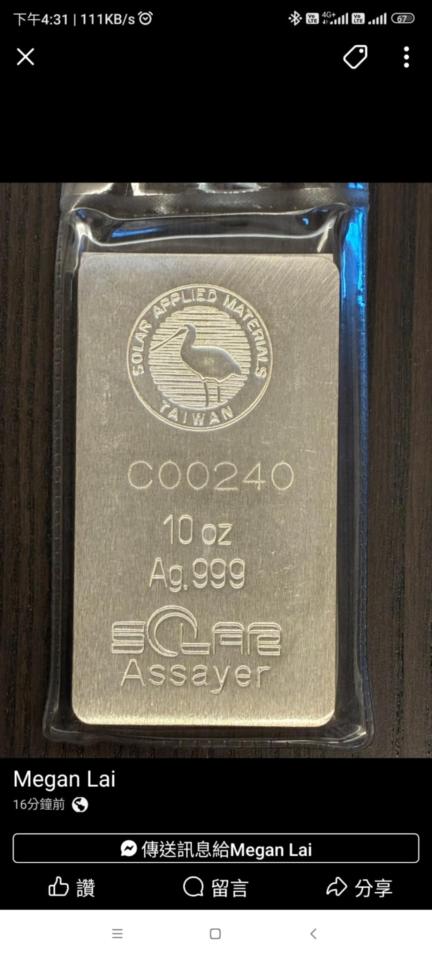 下午4:31 | 111KB/s
4G+
67
SOLAR APPLIED MATERIALS
TAIWAN
C00240
10 oz
Ag.999
SOLAR
Assayer
Megan Lai
16分鐘前
傳送訊息給Megan Lai
讚
留言
分享